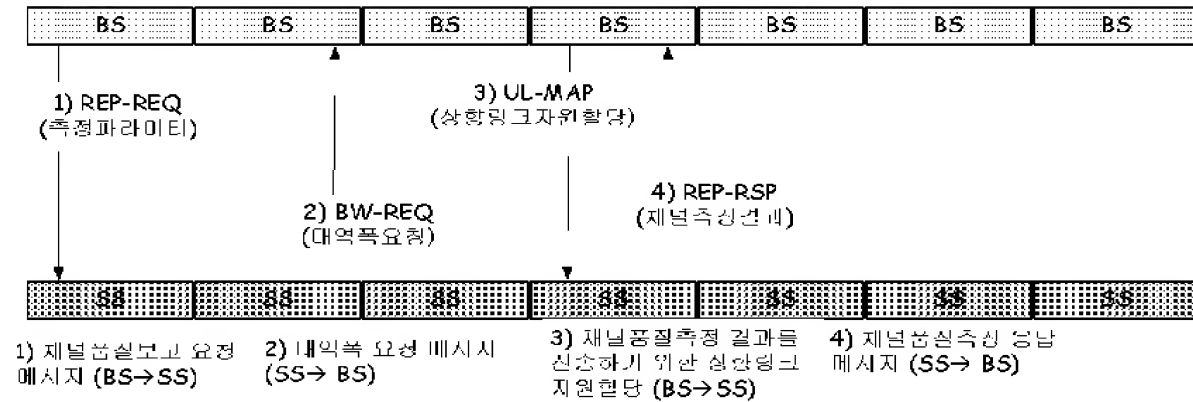 BS BS BS BS BS BS BS
1) REP-REQ
(측정파라미터)
2) BW-REQ
(대역폭요청)
3) UL-MAP
(상향링크자원할당)
4) REP-RSP
(채널측정결과)
SS SS SS SS SS SS SS
1) 채널품질보고 요청
메시지 (BS→SS)
2) 대역폭 요청 메시지
(SS→ BS)
3) 채널품질측정 결과를
전송하기 위한 상향링크
자원할당 (BS→SS)
4) 채널품질측정 응답
메시지 (SS→ BS)